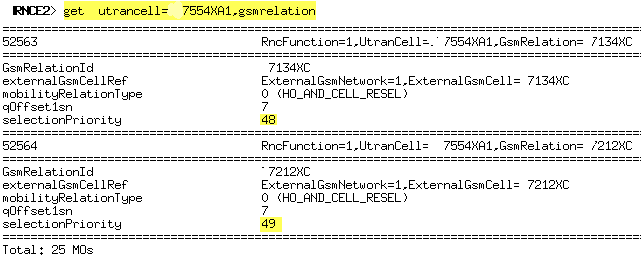 IRNCE2> get utrancell= 7554XA1,gsmrelation
=================================================================================
52563 RncFunction=1,UtranCell=. 7554XA1,GsmRelation= 7134XC
=================================================================================
GsmRelationId 7134XC
externalGsmCellRef ExternalGsmNetwork=1,ExternalGsmCell= 7134XC
mobilityRelationType 0 (HO_AND_CELL_RESEL)
qOffset1sn 7
selectionPriority 48
=================================================================================
52564 RncFunction=1,UtranCell= 7554XA1,GsmRelation= 7212XC
=================================================================================
GsmRelationId 7212XC
externalGsmCellRef ExternalGsmNetwork=1,ExternalGsmCell= 7212XC
mobilityRelationType 0 (HO_AND_CELL_RESEL)
qOffset1sn 7
selectionPriority 49
=================================================================================
Total: 25 MOs